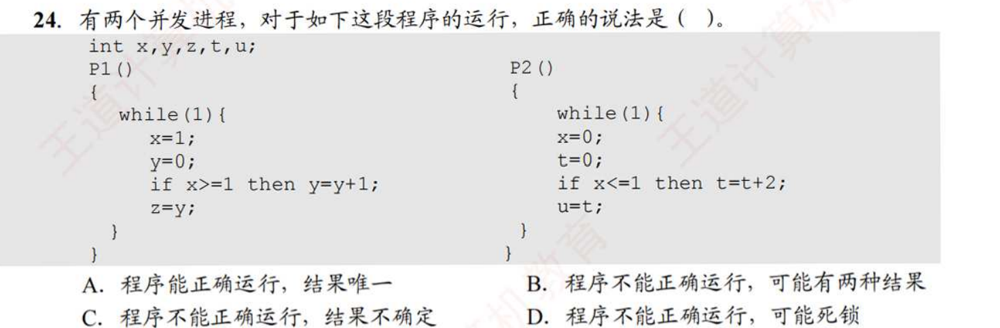 24. 有两个并发进程，对于如下这段程序的运行，正确的说法是（ ）。
int x,y,z,t,u;
P1()
{
while(1){
x=1;
y=0;
if x>=1 then y=y+1;
z=y;
}
}
P2()
{
while(1){
x=0;
t=0;
if x<=1 then t=t+2;
u=t;
}
}
A. 程序能正确运行，结果唯一
B. 程序不能正确运行，可能有两种结果
C. 程序不能正确运行，结果不确定
D. 程序不能正确运行，可能死锁